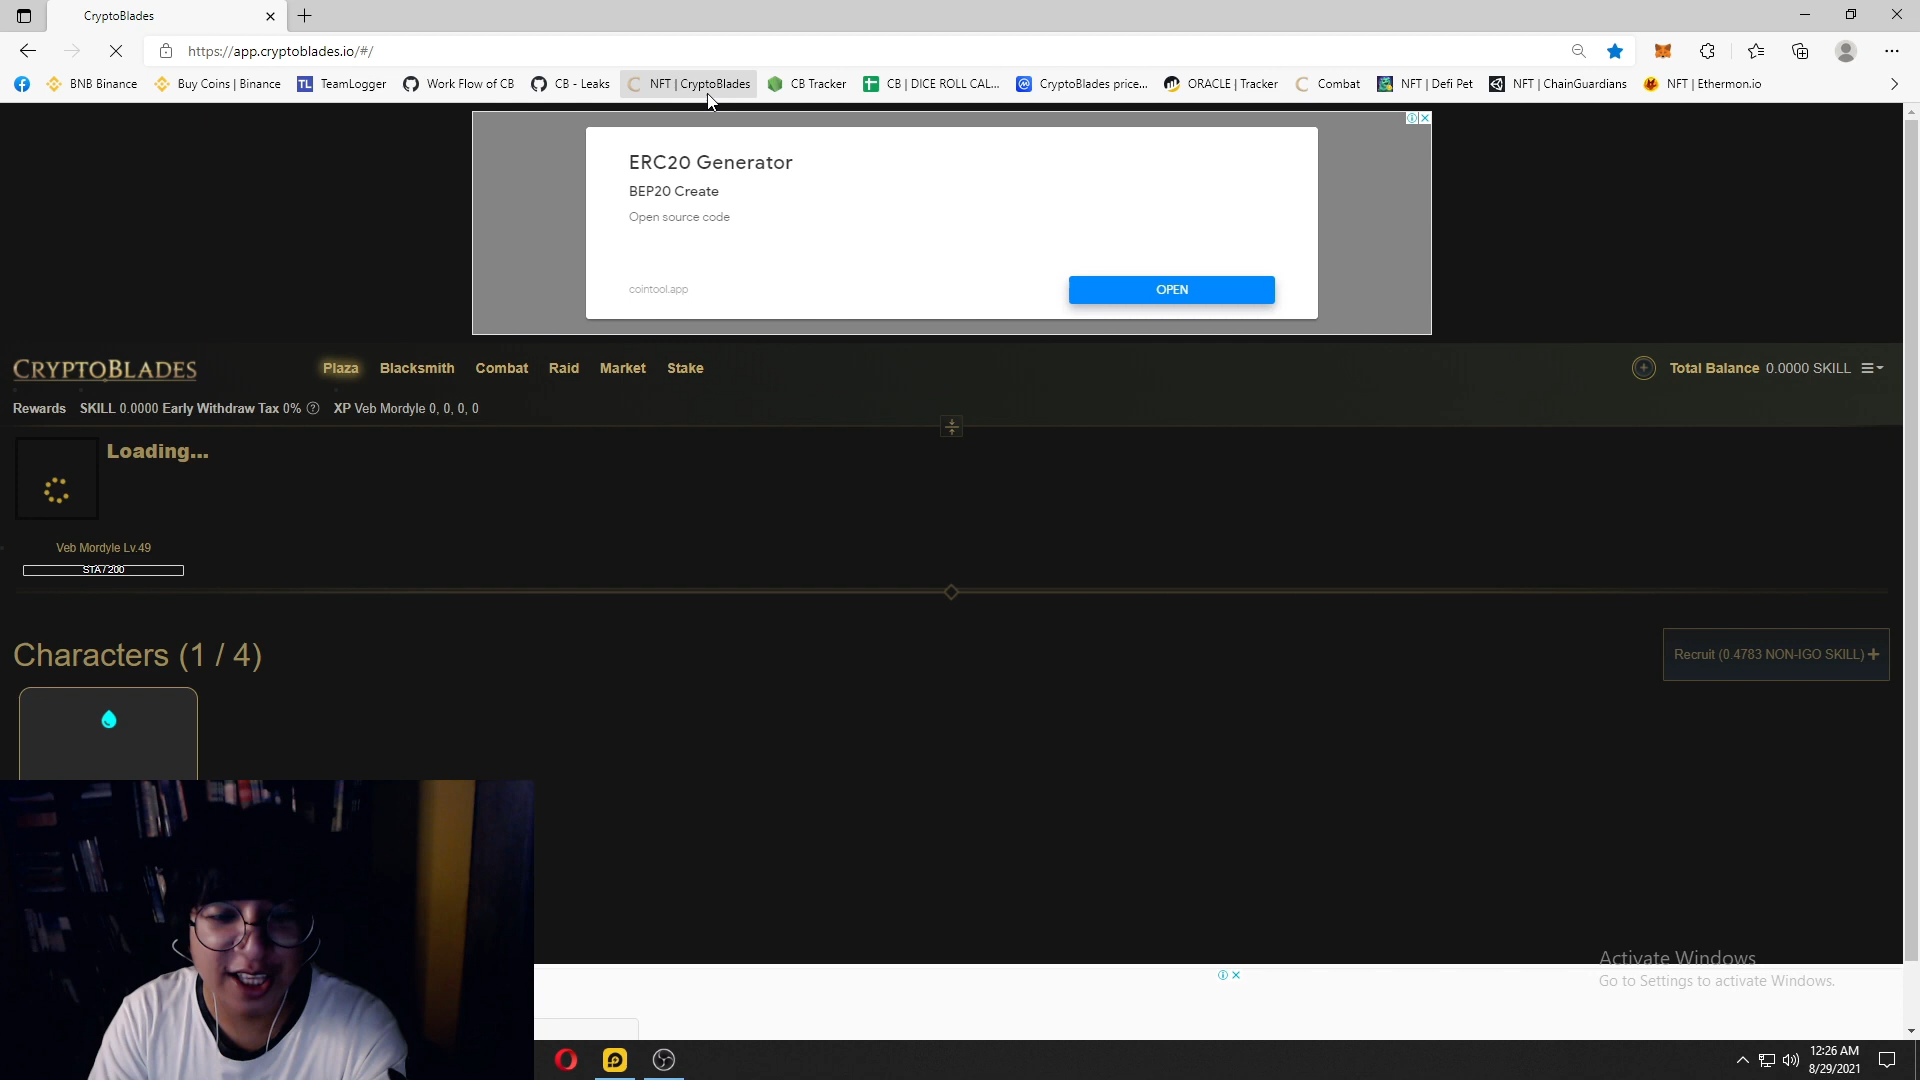 CryptoBlades
https://app.cryptoblades.io/#/
BNB Binance
Buy Coins | Binance
TL TeamLogger
Work Flow of CB
CB - Leaks
NFT | CryptoBlades
CB Tracker
CB | DICE ROLL CAL...
CryptoBlades price...
ORACLE | Tracker
Combat
NFT | Defi Pet
NFT | ChainGuardians
NFT | Ethermon.io
ERC20 Generator
BEP20 Create
Open source code
cointool.app
OPEN
CRYPTOBLADES
Plaza
Blacksmith
Combat
Raid
Market
Stake
Total Balance 0.0000 SKILL
Rewards SKILL 0.0000 Early Withdraw Tax 0% XP Veb Mordyle 0, 0, 0, 0
Loading...
Veb Mordyle Lv.49
STA / 200
Characters (1 / 4)
Recruit (0.4783 NON-IGO SKILL) +
Activate Windows
Go to Settings to activate Windows.
12:26 AM
8/29/2021